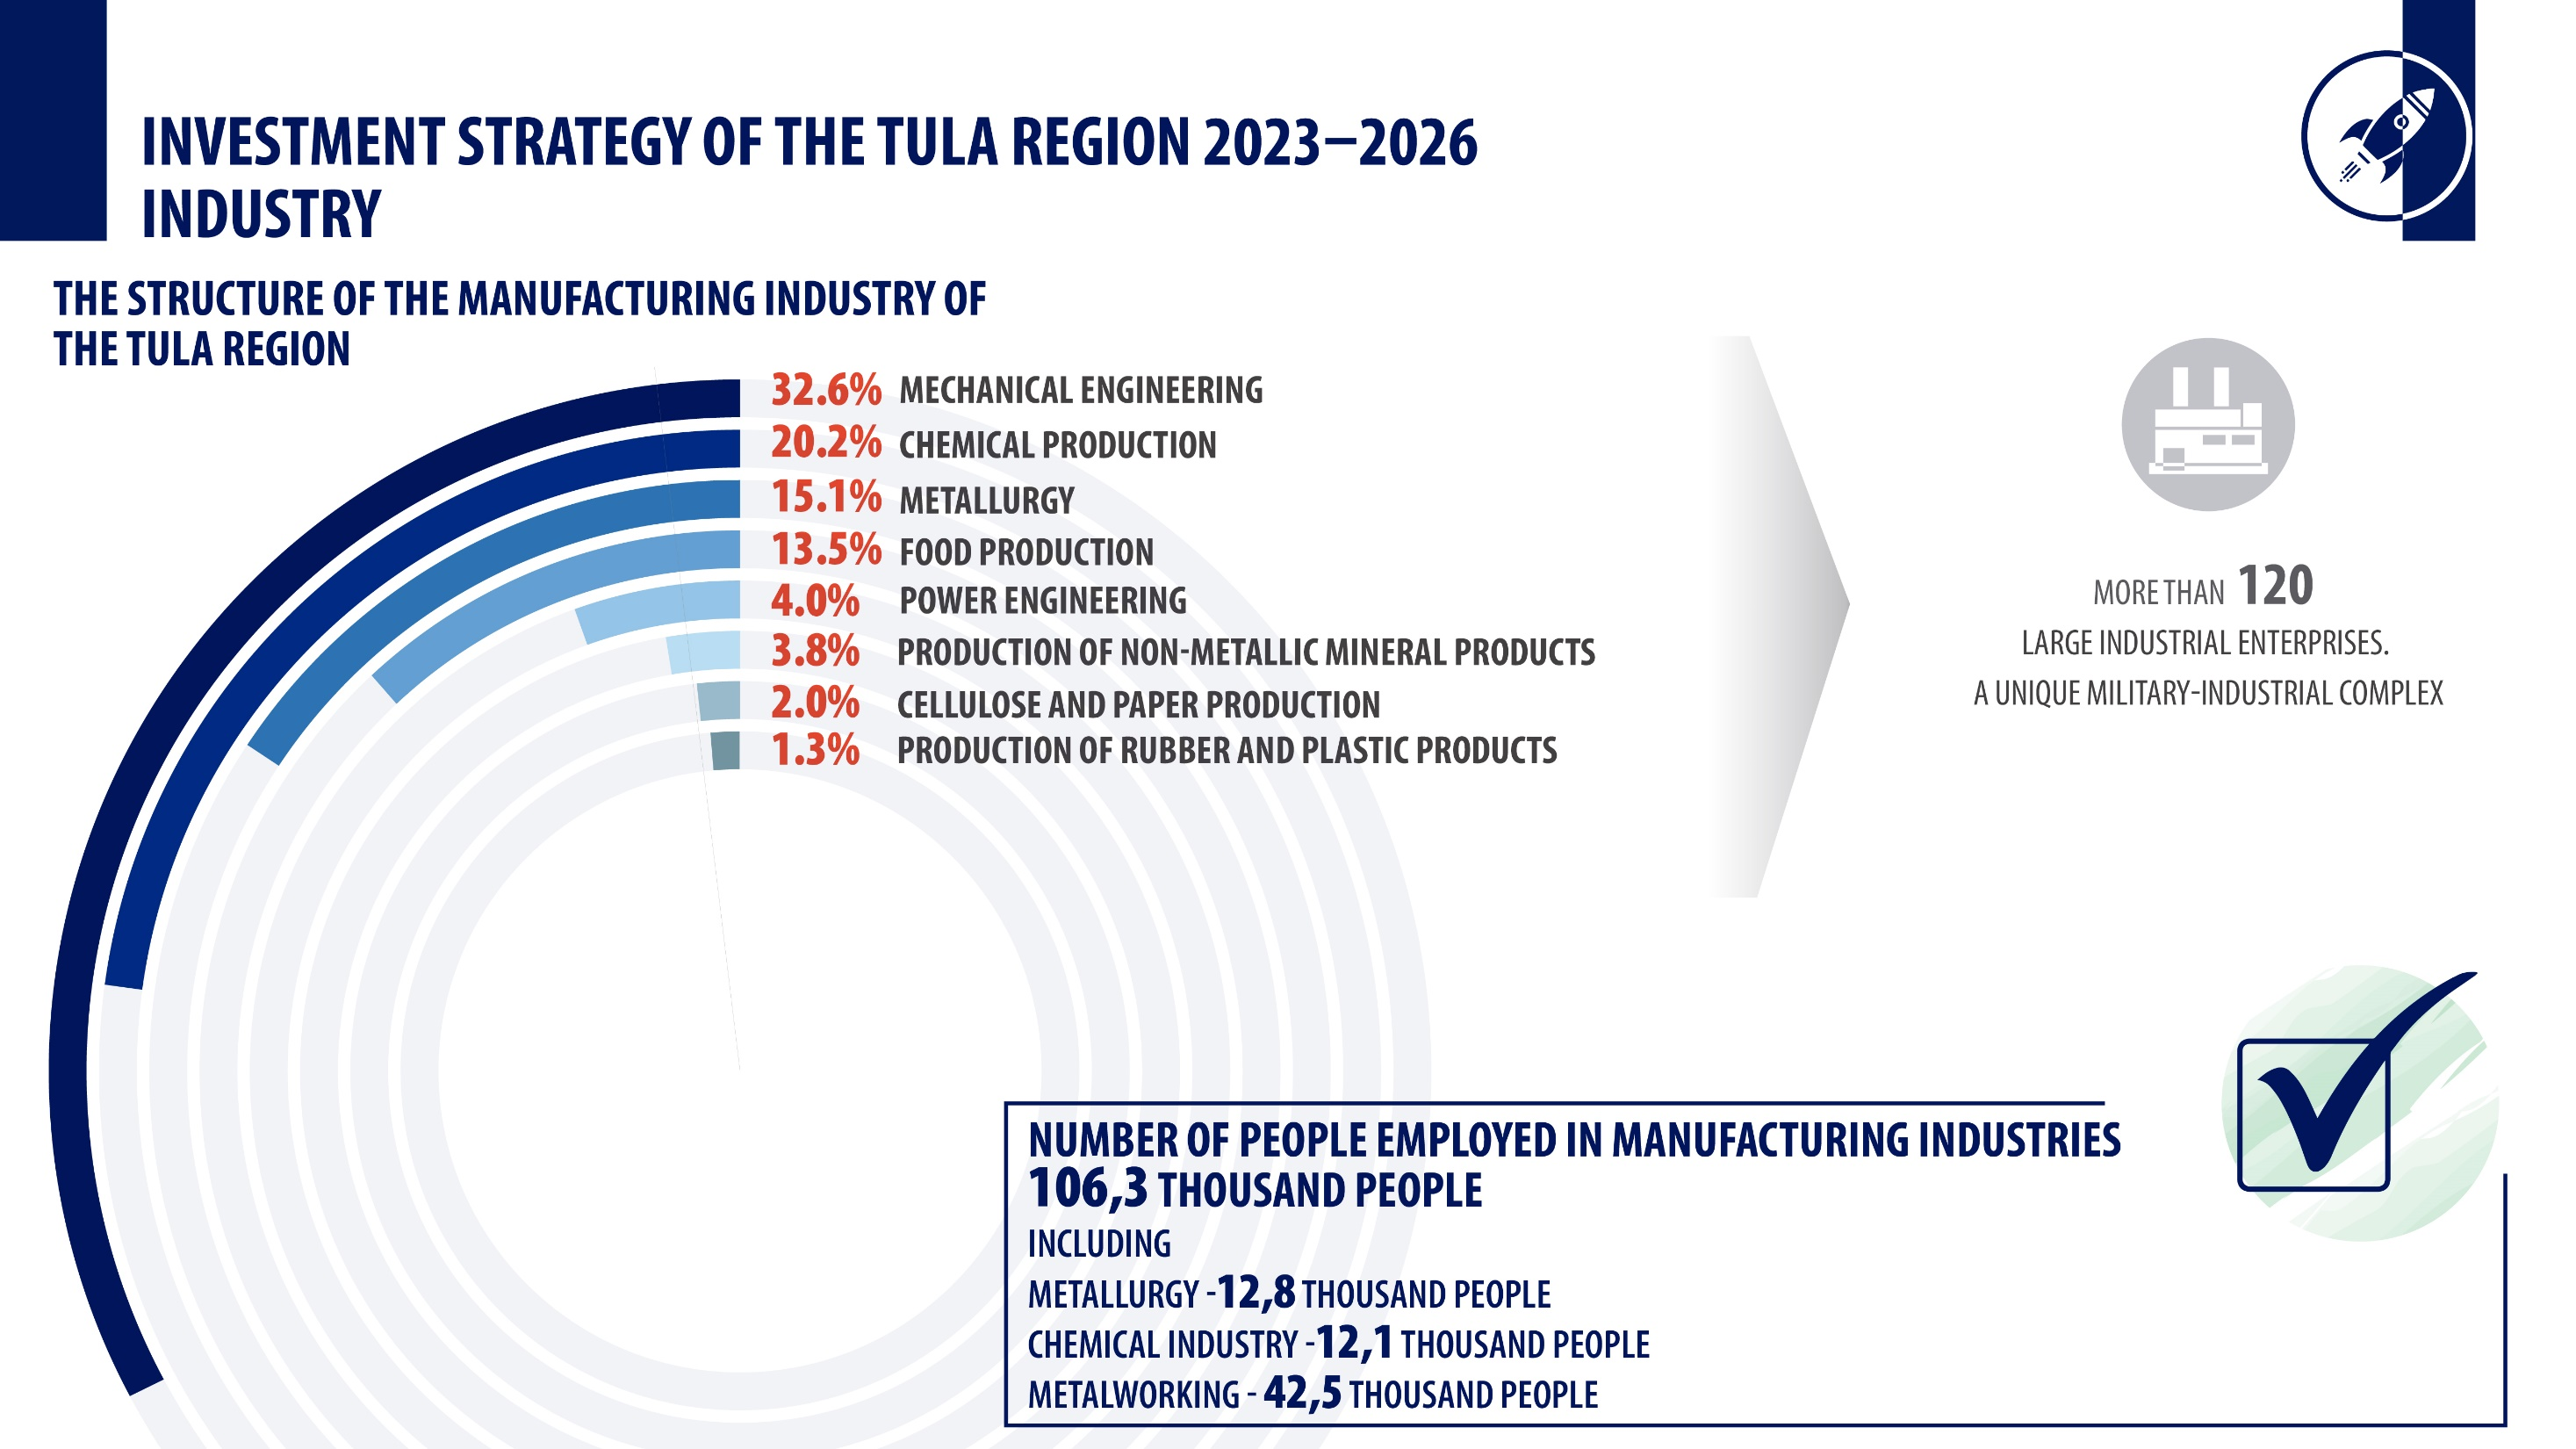 INVESTMENT STRATEGY OF THE TULA REGION 2023–2026
INDUSTRY
THE STRUCTURE OF THE MANUFACTURING INDUSTRY OF
THE TULA REGION
32.6% MECHANICAL ENGINEERING
20.2% CHEMICAL PRODUCTION
15.1% METALLURGY
13.5% FOOD PRODUCTION
4.0% POWER ENGINEERING
3.8% PRODUCTION OF NON-METALLIC MINERAL PRODUCTS
2.0% CELLULOSE AND PAPER PRODUCTION
1.3% PRODUCTION OF RUBBER AND PLASTIC PRODUCTS
MORE THAN 120
LARGE INDUSTRIAL ENTERPRISES.
A UNIQUE MILITARY-INDUSTRIAL COMPLEX
NUMBER OF PEOPLE EMPLOYED IN MANUFACTURING INDUSTRIES
106,3 THOUSAND PEOPLE
INCLUDING
METALLURGY -12,8 THOUSAND PEOPLE
CHEMICAL INDUSTRY -12,1 THOUSAND PEOPLE
METALWORKING - 42,5 THOUSAND PEOPLE